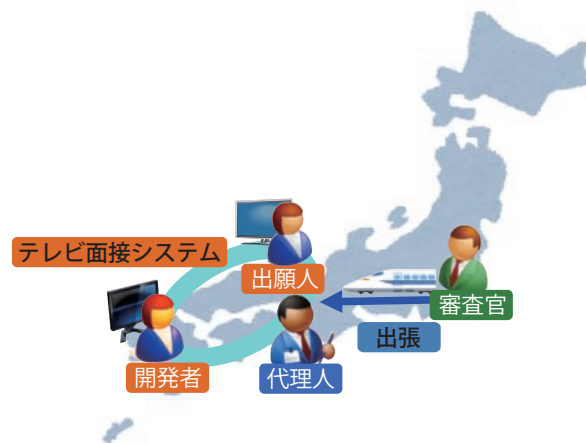 テレビ面接システム
出願人
審査官
出張
開発者
代理人